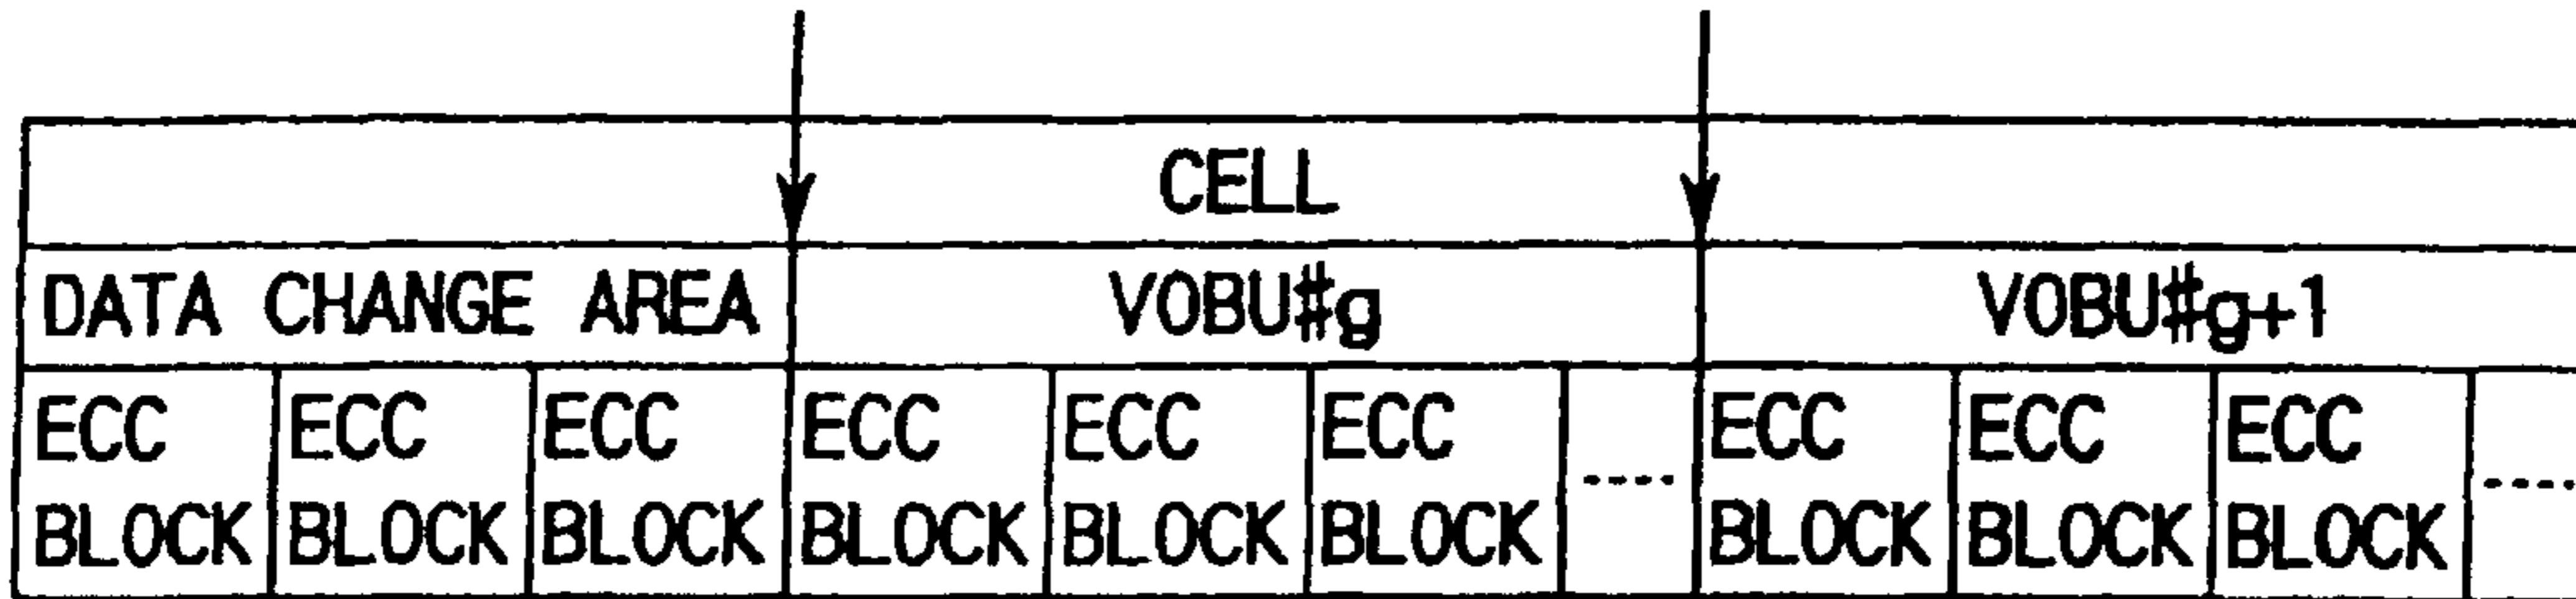 CELL
DATA CHANGE AREA VOBU#g VOBU#g+1
ECC ECC ECC ECC ECC ECC ECC ECC ECC
BLOCK BLOCK BLOCK BLOCK BLOCK BLOCK ---- BLOCK BLOCK BLOCK -----